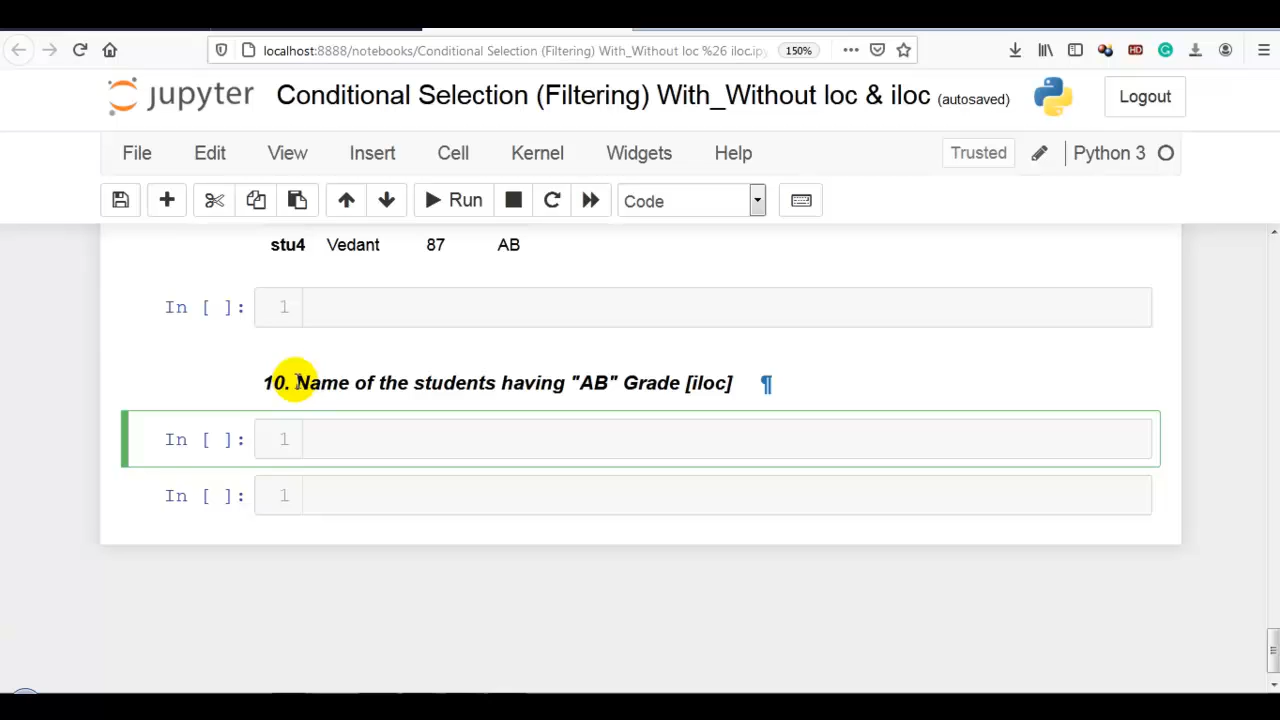 localhost:8888/notebooks/Conditional Selection (Filtering) With_Without loc %26 iloc.ipy 150%
jupyter Conditional Selection (Filtering) With_Without loc & iloc (autosaved) Logout
File Edit View Insert Cell Kernel Widgets Help Trusted Python 3
Run Code
stu4 Vedant 87 AB
In [ ]: 1
10. Name of the students having "AB" Grade [iloc] ¶
In [ ]: 1
In [ ]: 1